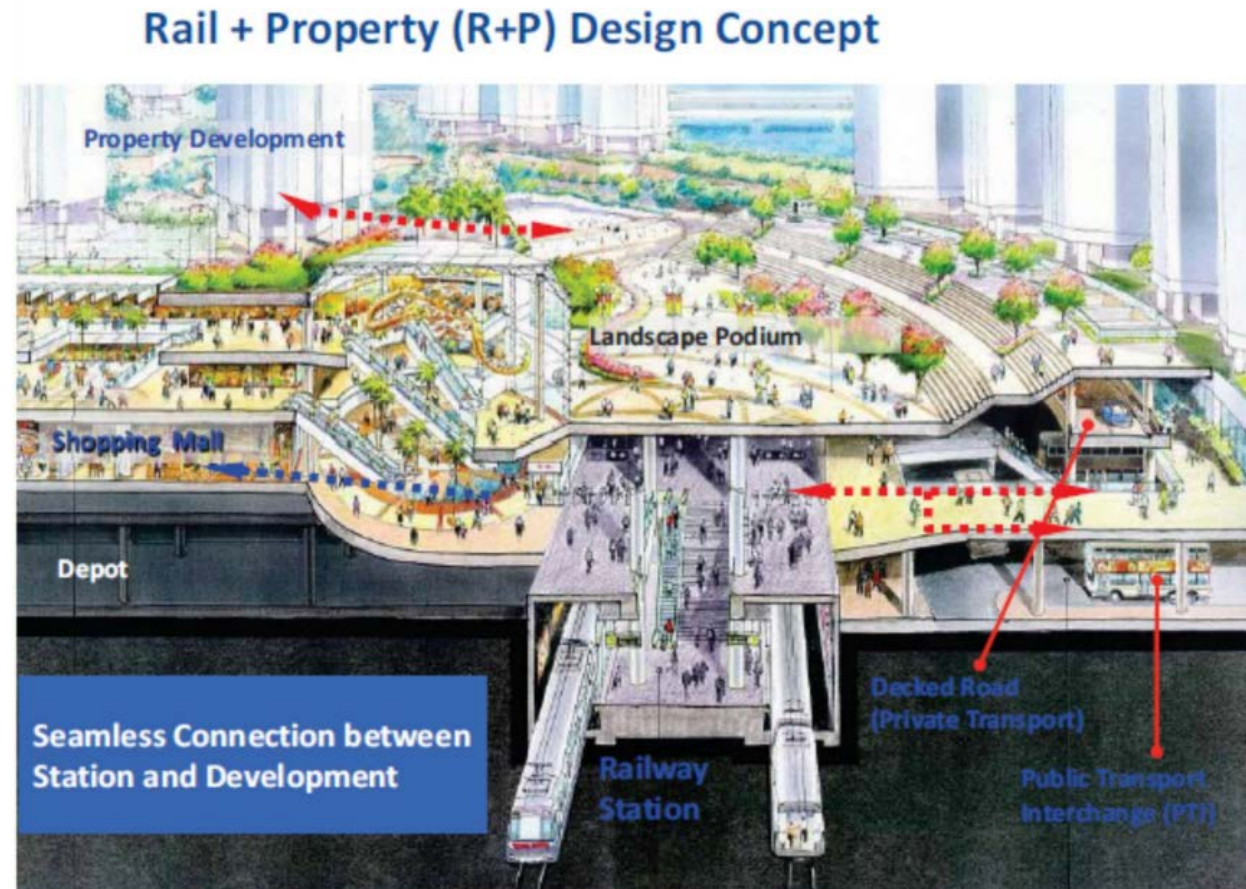 Rail + Property (R+P) Design Concept
Property Development
Landscape Podium
Shopping Mall
Depot
Decked Road
(Private Transport)
Seamless Connection between
Station and Development
Railway
Station
Public Transport
Interchange (PTI)